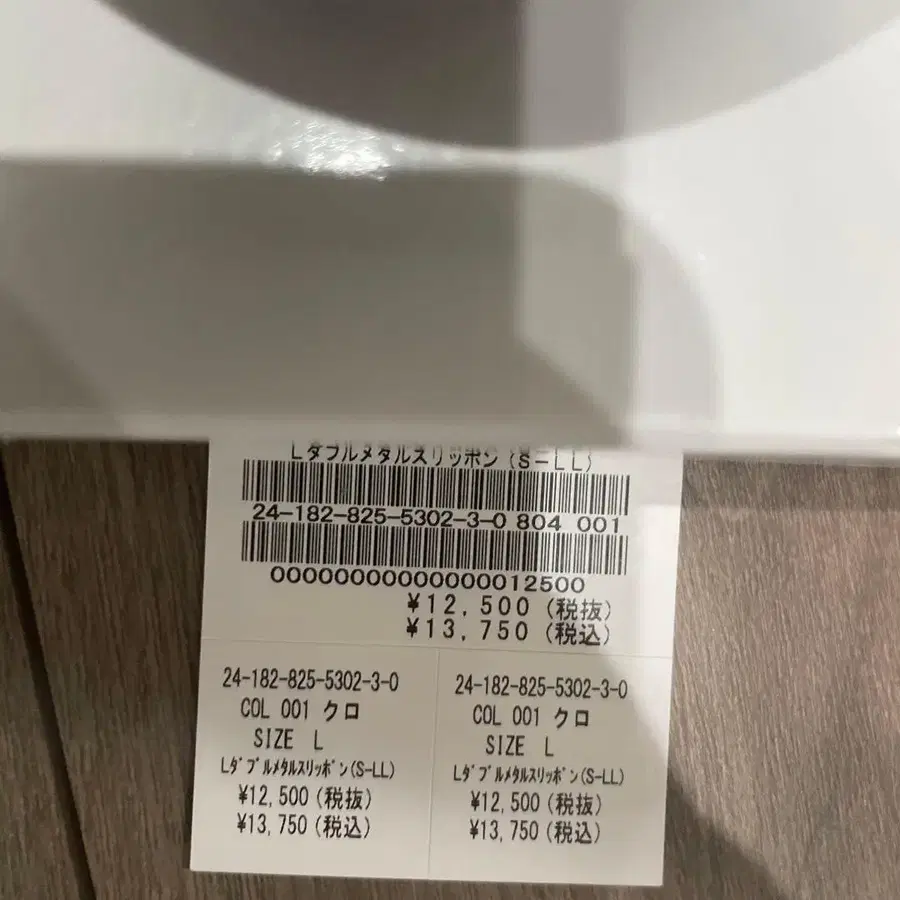 Lダブルメタルスリッポン(S-LL)
24-182-825-5302-3-0 804 001
00000000000000012500
¥12,500 (税抜)
¥13,750 (税込)
24-182-825-5302-3-0
COL 001 クロ
SIZE L
Lダブルメタルスリッポン(S-LL)
¥12,500(税抜)
¥13,750(税込)
24-182-825-5302-3-0
COL 001 クロ
SIZE L
Lダブルメタルスリッポン(S-LL)
¥12,500(税抜)
¥13,750(税込)